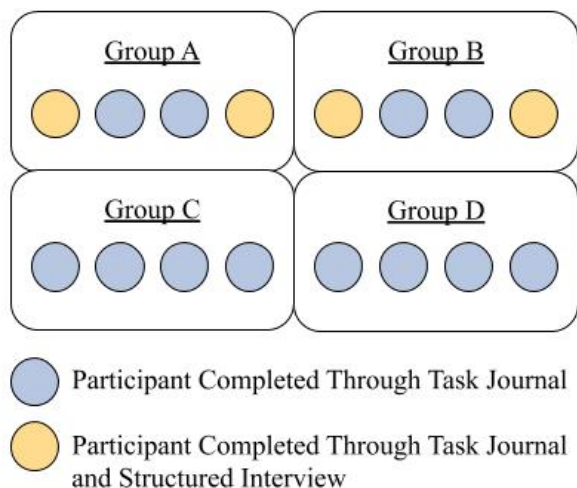 Group A
Group B
Group C
Group D
Participant Completed Through Task Journal
Participant Completed Through Task Journal
and Structured Interview